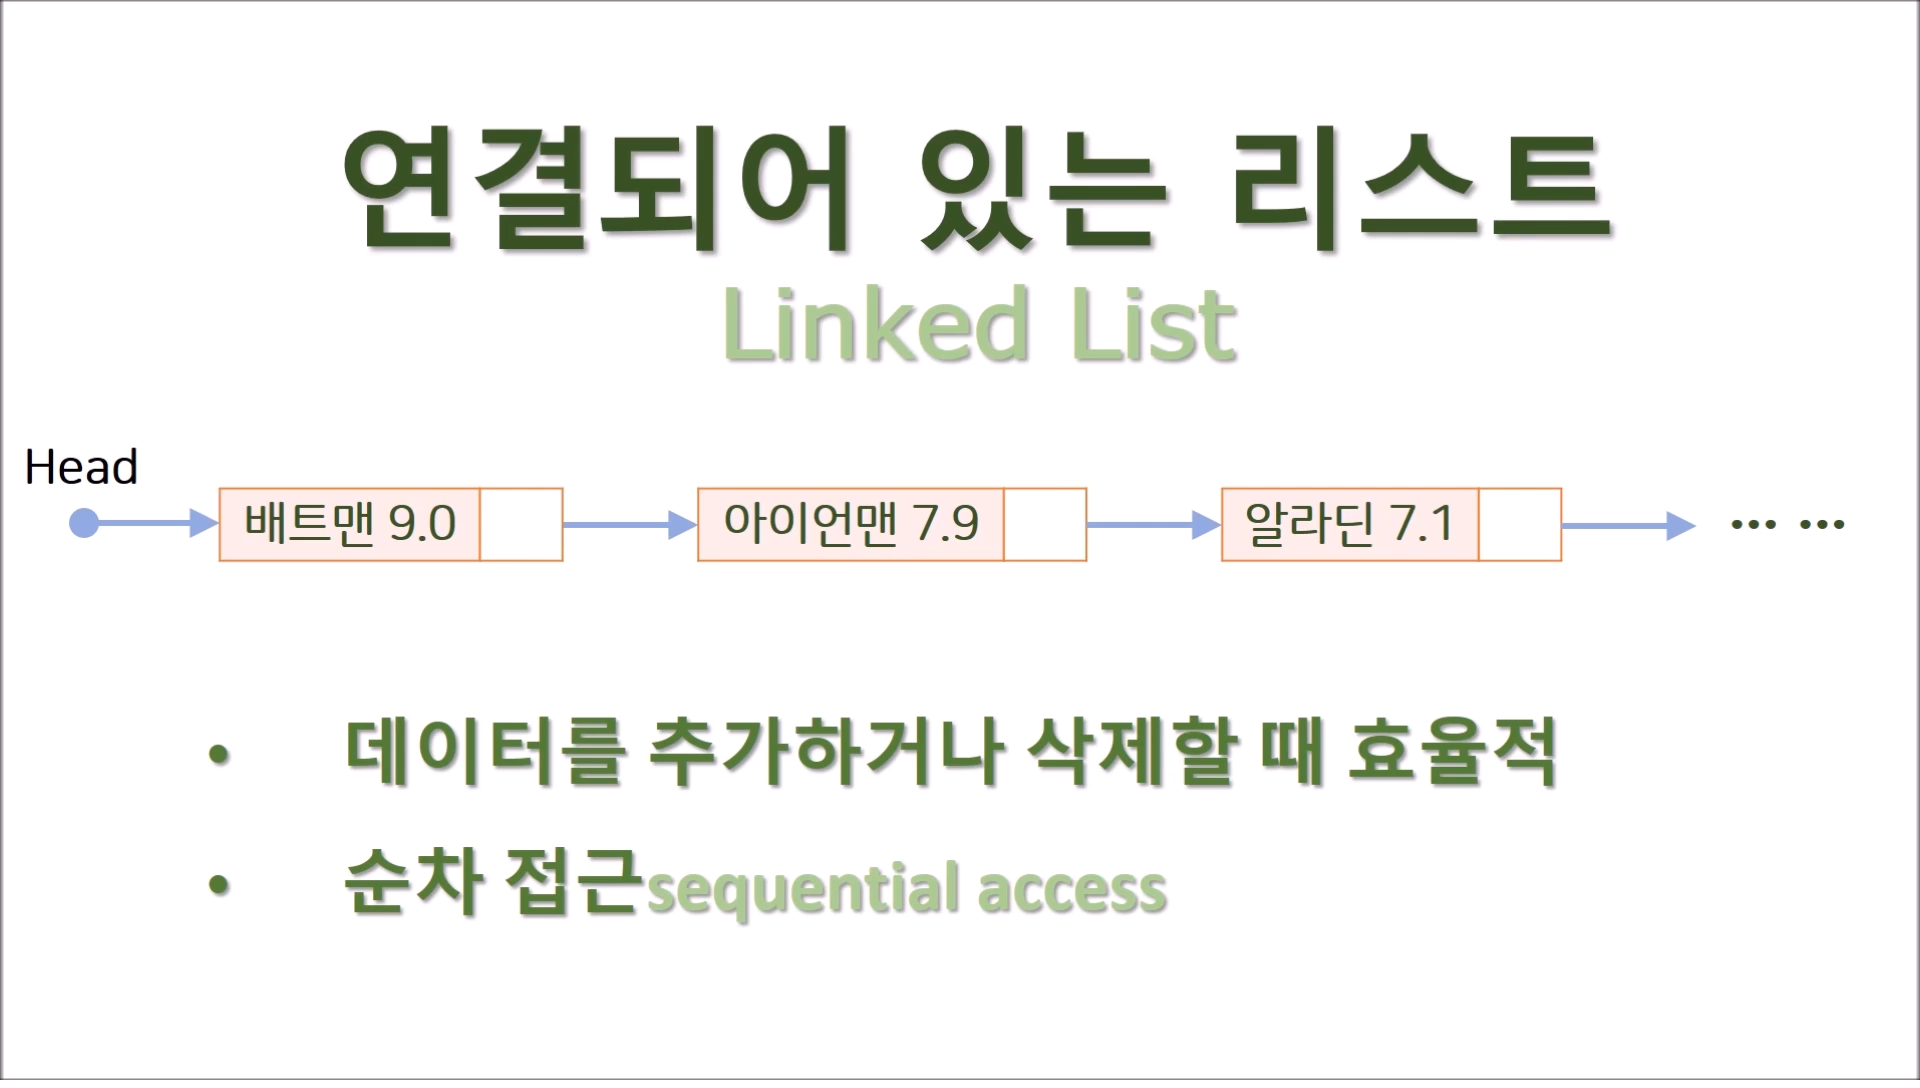 연결되어 있는 리스트
Linked List
Head
배트맨 9.0
아이언맨 7.9
알라딘 7.1
… …
• 데이터를 추가하거나 삭제할 때 효율적
• 순차 접근sequential access